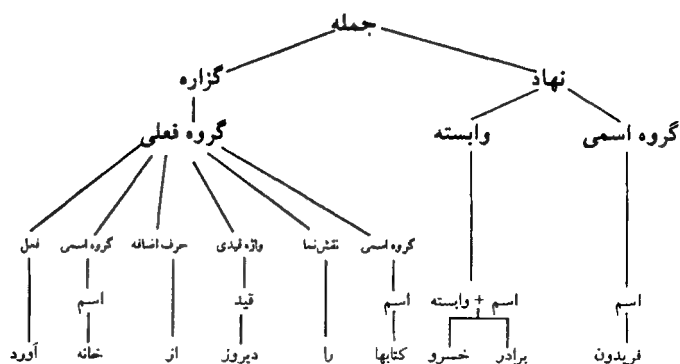 جمله
نهاد گزاره
گروه اسمی وابسته گروه فعلی
گروه اسمی نقش‌نما واژه قیدی حرف اضافه گروه اسمی فعل
اسم اسم + وابسته اسم قید اسم
فریدون برادر خسرو کتابها را دیروز از خانه آورد